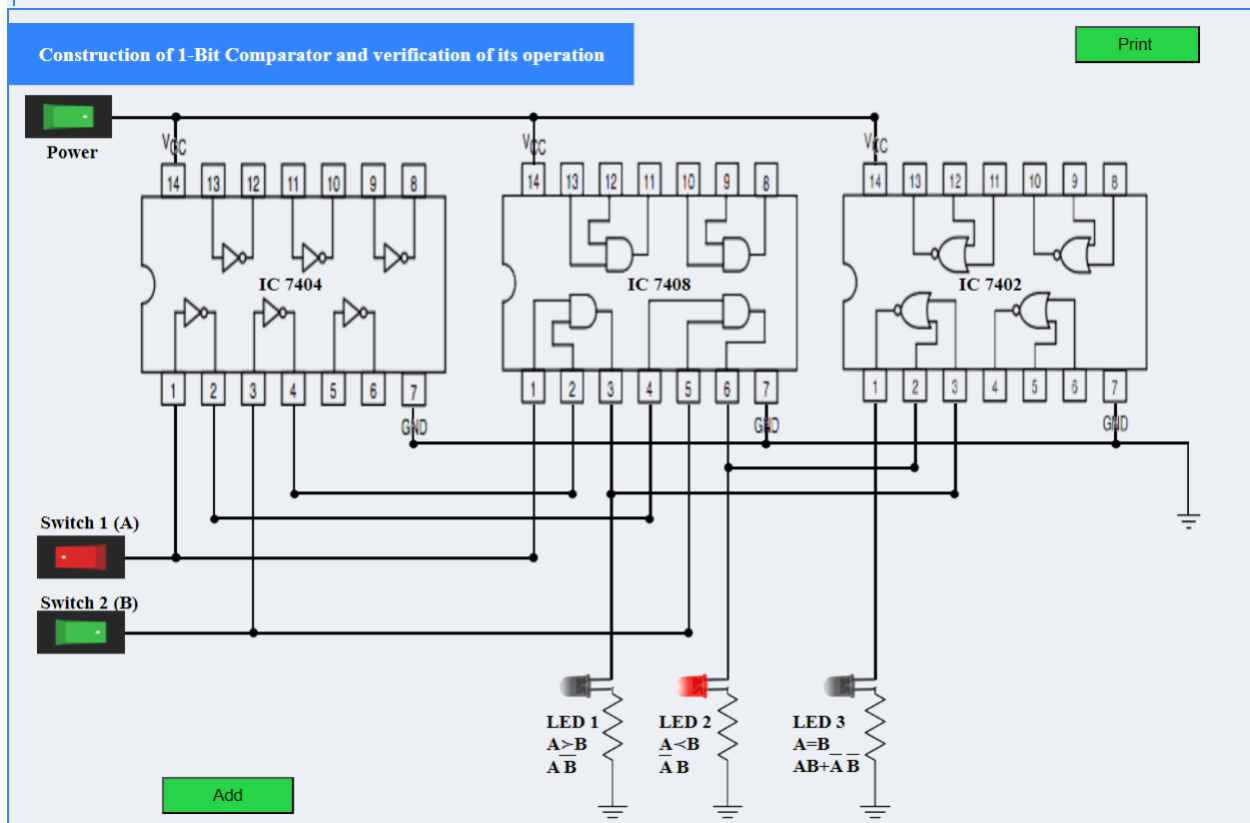 Construction of 1-Bit Comparator and verification of its operation
Print
Power
VCC
VCC
VCC
14 13 12 11 10 9 8
14 13 12 11 10 9 8
14 13 12 11 10 9 8
IC 7404
IC 7408
IC 7402
1 2 3 4 5 6 7
1 2 3 4 5 6 7
1 2 3 4 5 6 7
GND
GND
GND
Switch 1 (A)
Switch 2 (B)
LED 1
A>B
A B̅
LED 2
A<B
A̅ B
LED 3
A=B
AB+A̅ B̅
Add